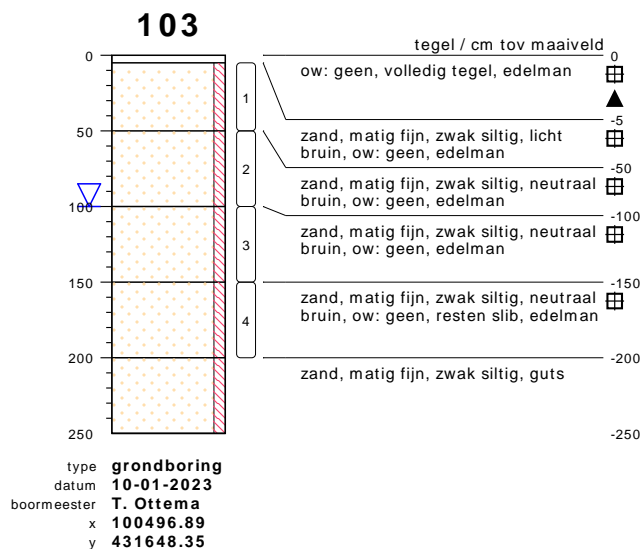 103
tegel / cm tov maaiveld
0
0
ow: geen, volledig tegel, edelman
1
-5
50
zand, matig fijn, zwak siltig, licht
bruin, ow: geen, edelman
-50
2
zand, matig fijn, zwak siltig, neutraal
bruin, ow: geen, edelman
100
-100
3
zand, matig fijn, zwak siltig, neutraal
bruin, ow: geen, edelman
150
-150
4
zand, matig fijn, zwak siltig, neutraal
bruin, ow: geen, resten slib, edelman
200
-200
zand, matig fijn, zwak siltig, guts
250
-250
type grondboring
datum 10-01-2023
boormeester T. Ottema
x 100496.89
y 431648.35